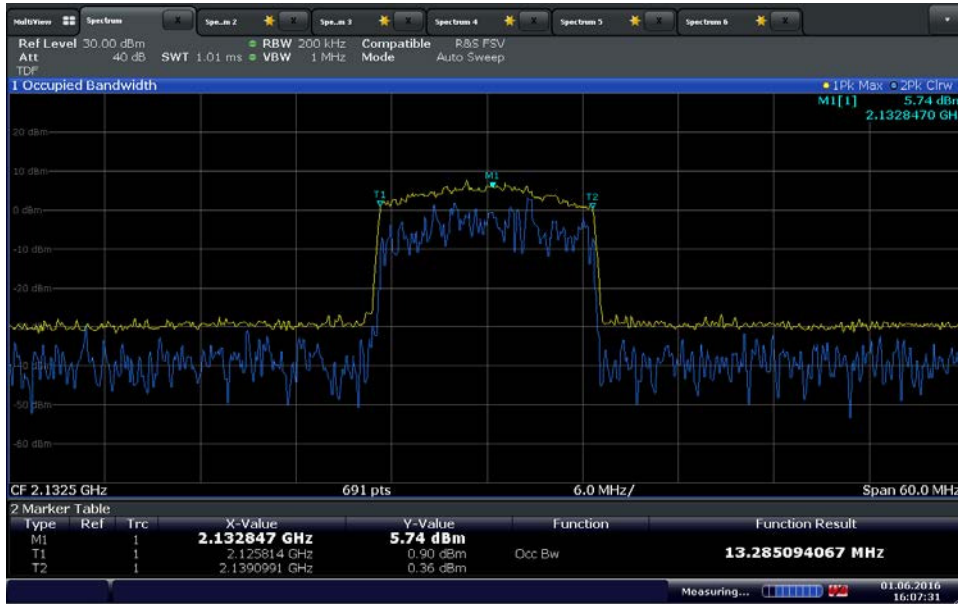 MultiView Spectrum X Spe...m 2 X Spe...m 3 X Spectrum 4 X Spectrum 5 X Spectrum 6 X
Ref Level 30.00 dBm RBW 200 kHz Compatible R&S FSV
Att 40 dB SWT 1.01 ms VBW 1 MHz Mode Auto Sweep
TDF
1 Occupied Bandwidth 1Pk Max 2Pk Clrw
M1[1] 5.74 dBm
2.1328470 GH
20 dBm
10 dBm
M1
T1
T2
0 dBm
-10 dBm
-20 dBm
-50 dBm
-60 dBm
CF 2.1325 GHz 691 pts 6.0 MHz/ Span 60.0 MHz
2 Marker Table
Type Ref Trc X-Value Y-Value Function Function Result
M1 1 2.132847 GHz 5.74 dBm
T1 1 2.125814 GHz 0.90 dBm Occ Bw 13.285094067 MHz
T2 1 2.1390991 GHz 0.36 dBm
Measuring... 01.06.2016
16:07:31